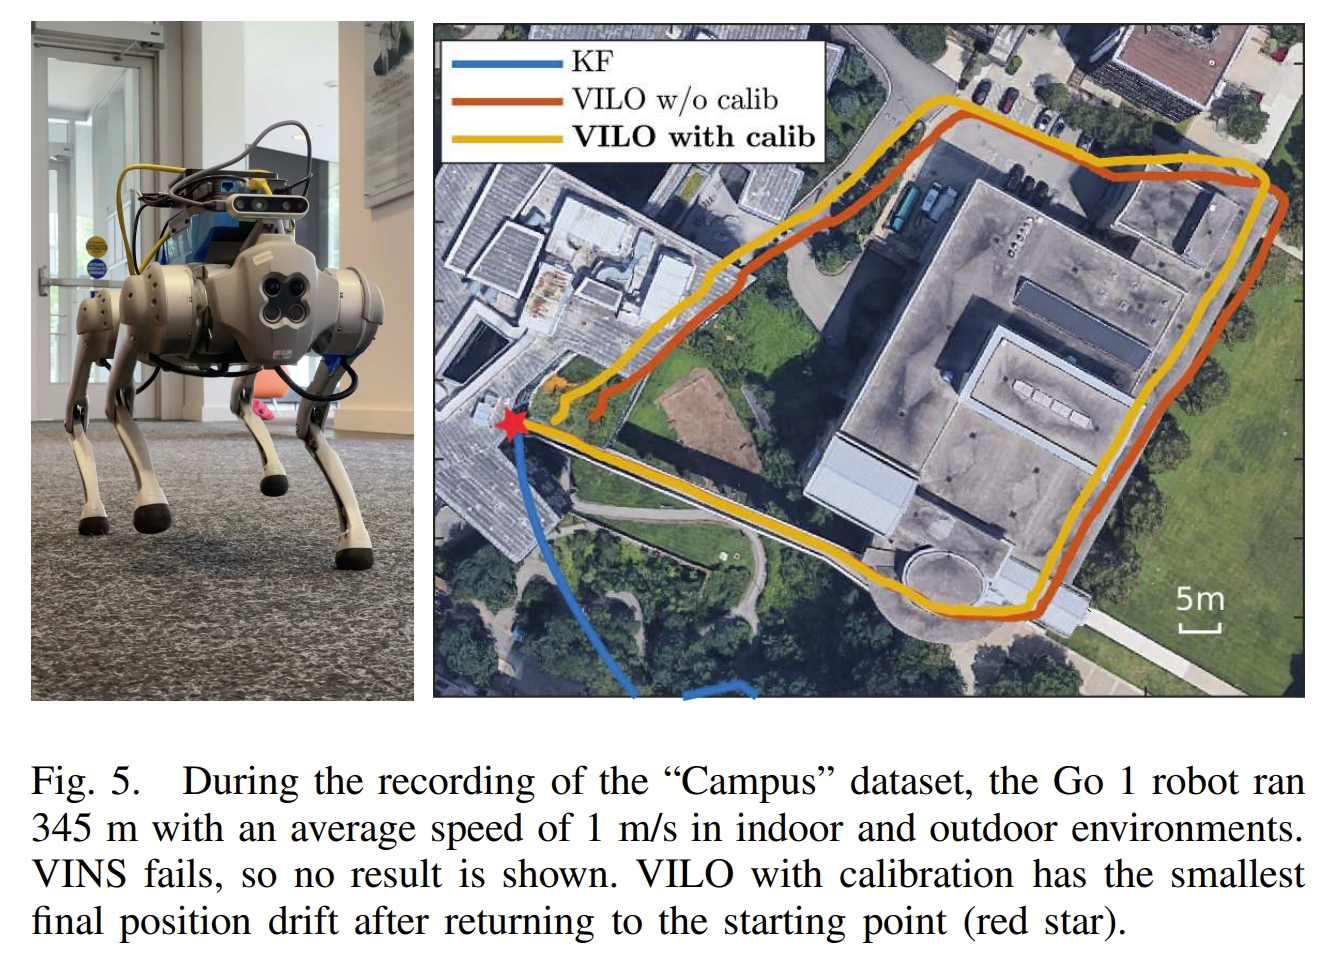 KF
VILO w/o calib
VILO with calib
5m
Fig. 5. During the recording of the “Campus” dataset, the Go 1 robot ran
345 m with an average speed of 1 m/s in indoor and outdoor environments.
VINS fails, so no result is shown. VILO with calibration has the smallest
final position drift after returning to the starting point (red star).